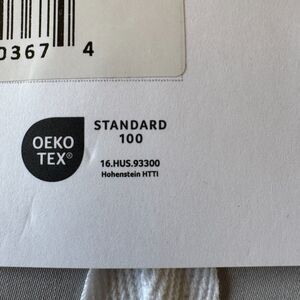 0367 4
OEKO
TEX®
STANDARD
100
16.HUS.93300
Hohenstein HTTI